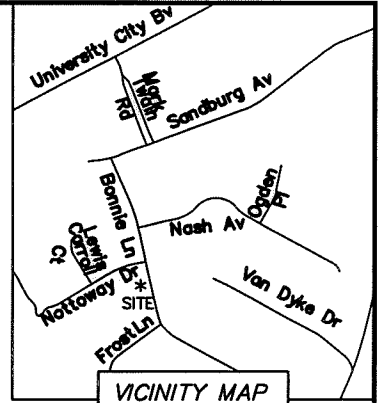 University City Bv
Mark
Twain
Rd
Sandburg Av
Bonnie Ln
Ogden
Pl
Nash Av
Lewis
Carroll
Ct
Nottoway Dr
SITE
Van Dyke Dr
Frost Ln
VICINITY MAP